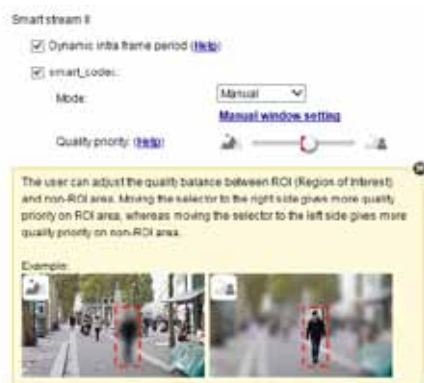 Smart stream II
Dynamic intra frame period (Help)
smart_codec:
Mode: Manual
Manual window setting
Quality priority: (Help)
The user can adjust the quality balance between ROI (Region of Interest)
and non-ROI area. Moving the selector to the right side gives more quality
priority on ROI area, whereas moving the selector to the left side gives more
quality priority on non-ROI area.
Example: